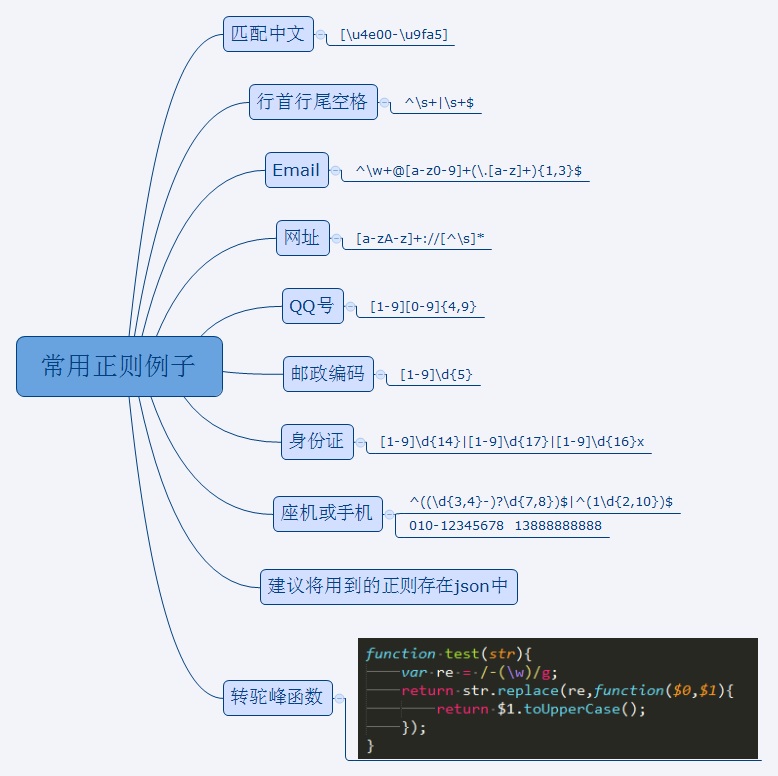 匹配中文
[\u4e00-\u9fa5]
行首行尾空格
^\s+|\s+$
Email
^\w+@[a-z0-9]+(\.[a-z]+){1,3}$
网址
[a-zA-z]+://[^\s]*
QQ号
[1-9][0-9]{4,9}
常用正则例子
邮政编码
[1-9]\d{5}
身份证
[1-9]\d{14}|[1-9]\d{17}|[1-9]\d{16}x
座机或手机
^((\d{3,4}-)?\d{7,8})$|^(1\d{2,10})$
010-12345678 13888888888
建议将用到的正则存在json中
转驼峰函数
function test(str){
var re = /-(\w)/g;
return str.replace(re,function($0,$1){
return $1.toUpperCase();
});
}